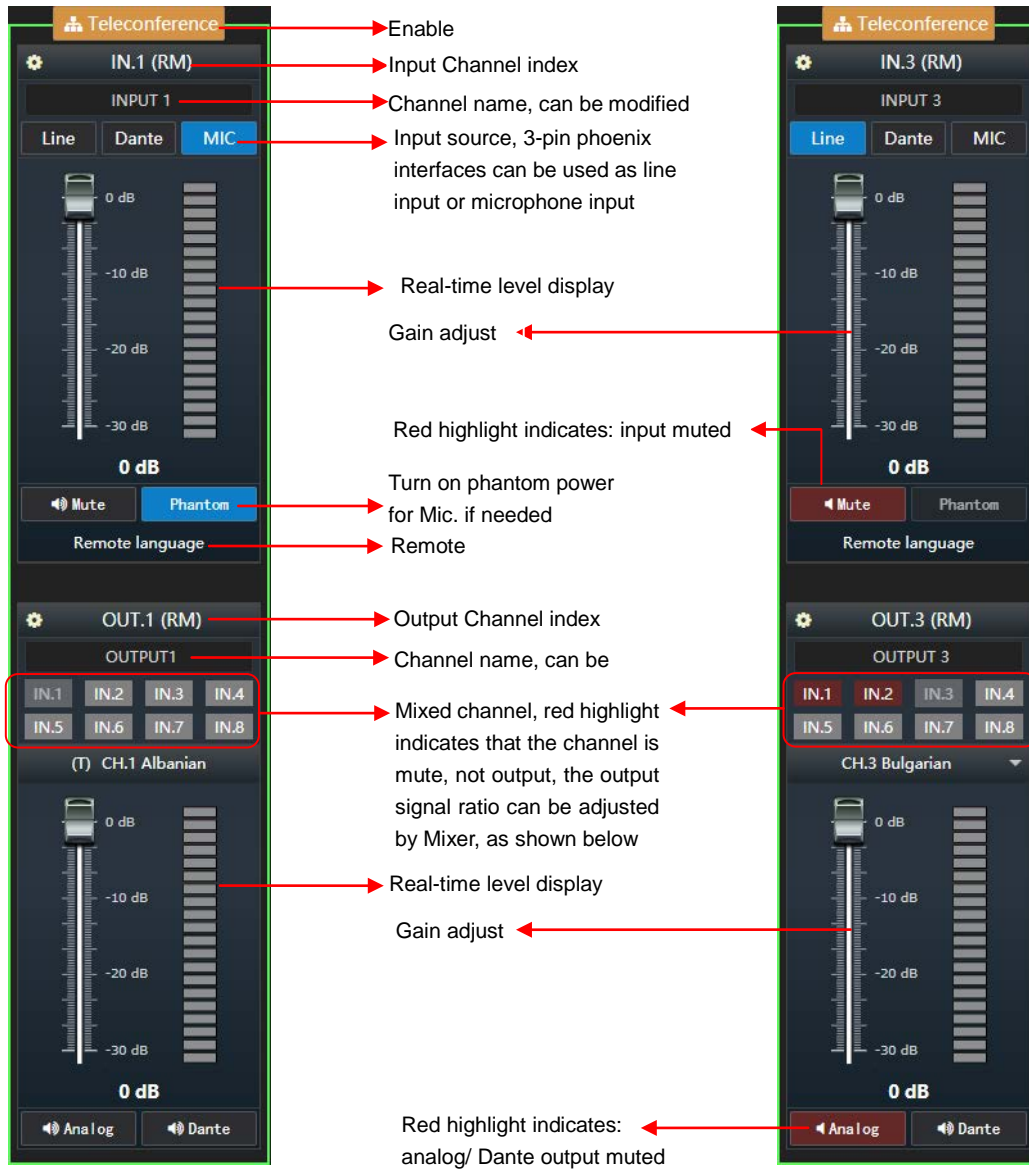 Teleconference
IN.1 (RM)
INPUT 1
Line Dante MIC
0 dB
-10 dB
-20 dB
-30 dB
0 dB
Mute Phantom
Remote language
OUT.1 (RM)
OUTPUT1
IN.1 IN.2 IN.3 IN.4
IN.5 IN.6 IN.7 IN.8
(T) CH.1 Albanian
0 dB
-10 dB
-20 dB
-30 dB
0 dB
Analog Dante
Enable
Input Channel index
Channel name, can be modified
Input source, 3-pin phoenix
interfaces can be used as line
input or microphone input
Real-time level display
Gain adjust
Red highlight indicates: input muted
Turn on phantom power
for Mic. if needed
Remote
Output Channel index
Channel name, can be
Mixed channel, red highlight
indicates that the channel is
mute, not output, the output
signal ratio can be adjusted
by Mixer, as shown below
Real-time level display
Gain adjust
Red highlight indicates:
analog/ Dante output muted
Teleconference
IN.3 (RM)
INPUT 3
Line Dante MIC
0 dB
-10 dB
-20 dB
-30 dB
0 dB
Mute Phantom
Remote language
OUT.3 (RM)
OUTPUT 3
IN.1 IN.2 IN.3 IN.4
IN.5 IN.6 IN.7 IN.8
CH.3 Bulgarian
0 dB
-10 dB
-20 dB
-30 dB
0 dB
Analog Dante